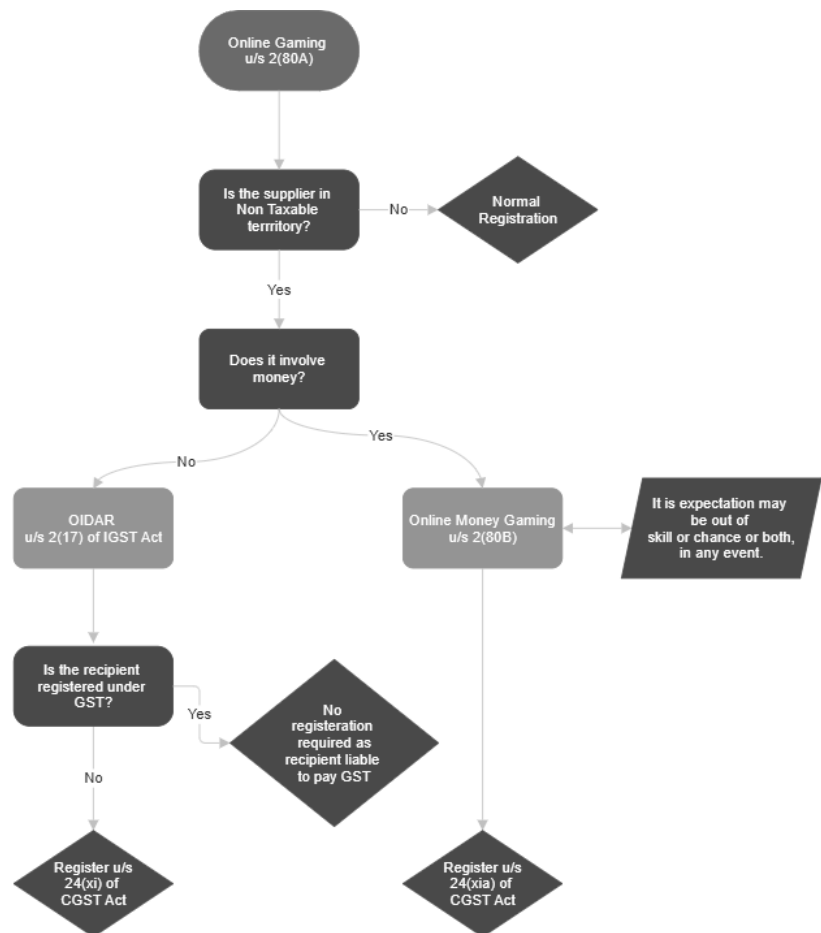 Online Gaming
u/s 2(80A)
Is the supplier in
Non Taxable
terrritory?
No
Normal
Registration
Yes
Does it involve
money?
No
Yes
OIDAR
u/s 2(17) of IGST Act
Online Money Gaming
u/s 2(80B)
It is expectation may
be out of
skill or chance or both,
in any event.
Is the recipient
registered under
GST?
Yes
No
registeration
required as
recipient liable
to pay GST
No
Register u/s
24(xi) of
CGST Act
Register u/s
24(xia) of
CGST Act